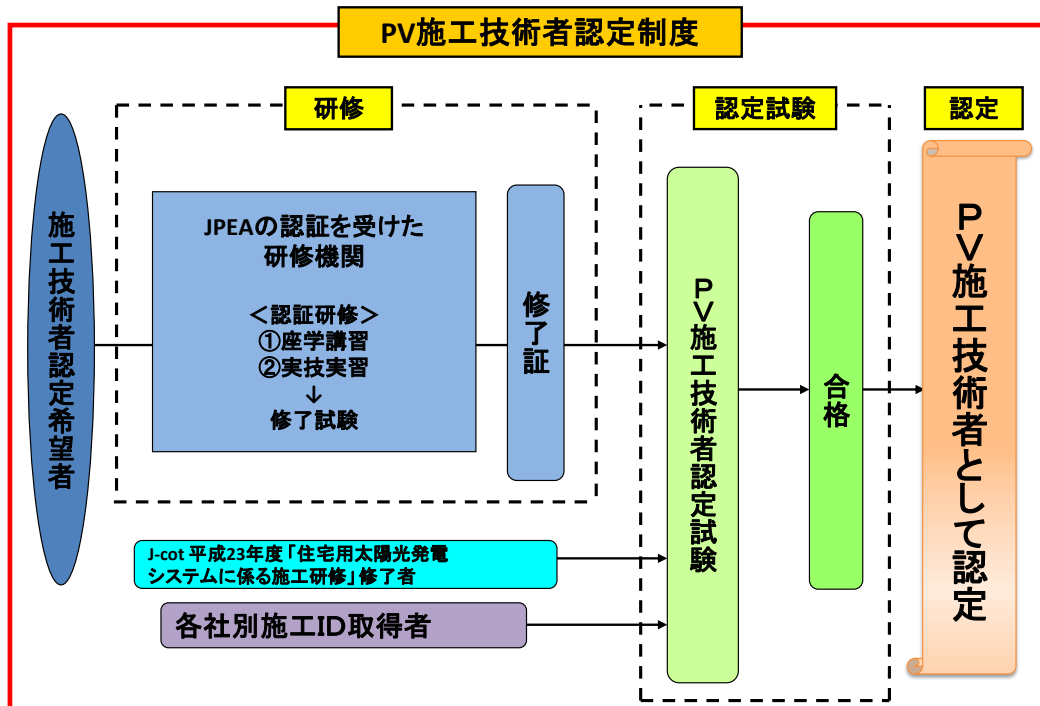 PV施工技術者認定制度
研修
認定試験
認定
施工技術者認定希望者
JPEAの認証を受けた
研修機関
＜認証研修＞
①座学講習
②実技実習
↓
修了試験
修了証
PV施工技術者認定試験
合格
PV施工技術者として認定
J-cot 平成23年度「住宅用太陽光発電
システムに係る施工研修」修了者
各社別施工ID取得者